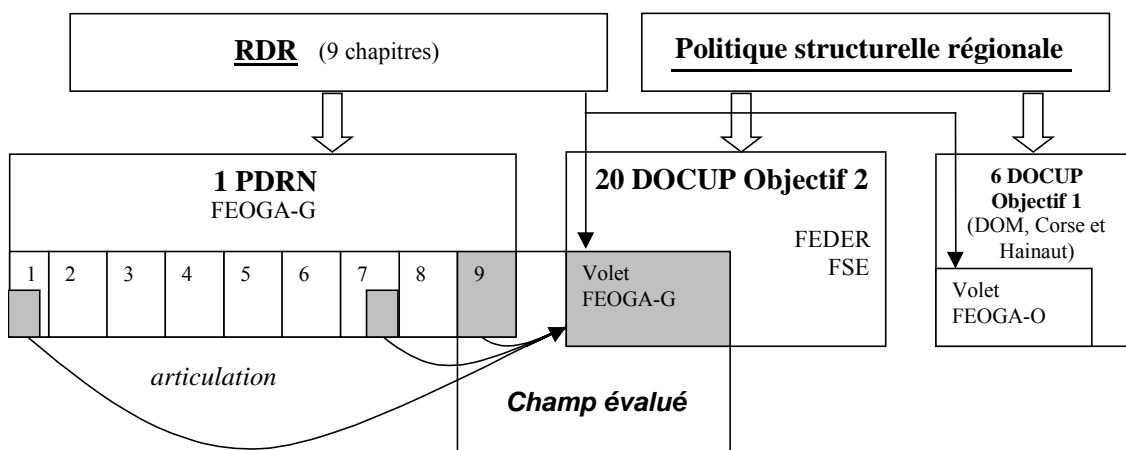 RDR (9 chapitres)
Politique structurelle régionale
1 PDRN
FEOGA-G
1 2 3 4 5 6 7 8 9
20 DOCUP Objectif 2
FEDER
FSE
Volet
FEOGA-G
6 DOCUP
Objectif 1
(DOM, Corse et
Hainaut)
Volet
FEOGA-O
articulation
Champ évalué